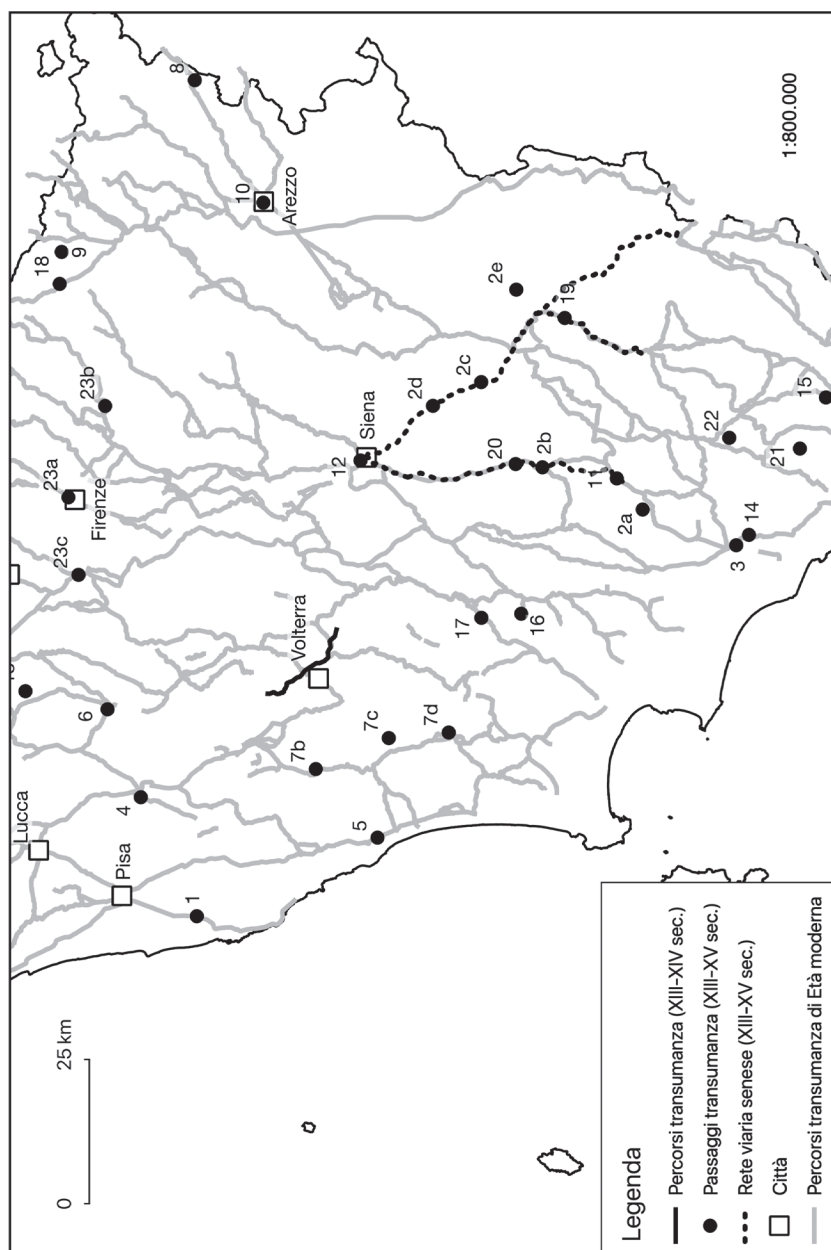 Lucca
18
23a
23c
0
25 km
9
23b
6
Firenze
Pisa
4
8
1
10
Arezzo
7b
Volterra
12
5
Siena
7c
2d
7d
17
2c
20
2e
16
2b
19
11
2a
22
3
14
21
1:800.000
15
Legenda
Percorsi transumanza (XIII-XIV sec.)
Passaggi transumanza (XIII-XV sec.)
Rete viaria senese (XIII-XV sec.)
Città
Percorsi transumanza di Età moderna